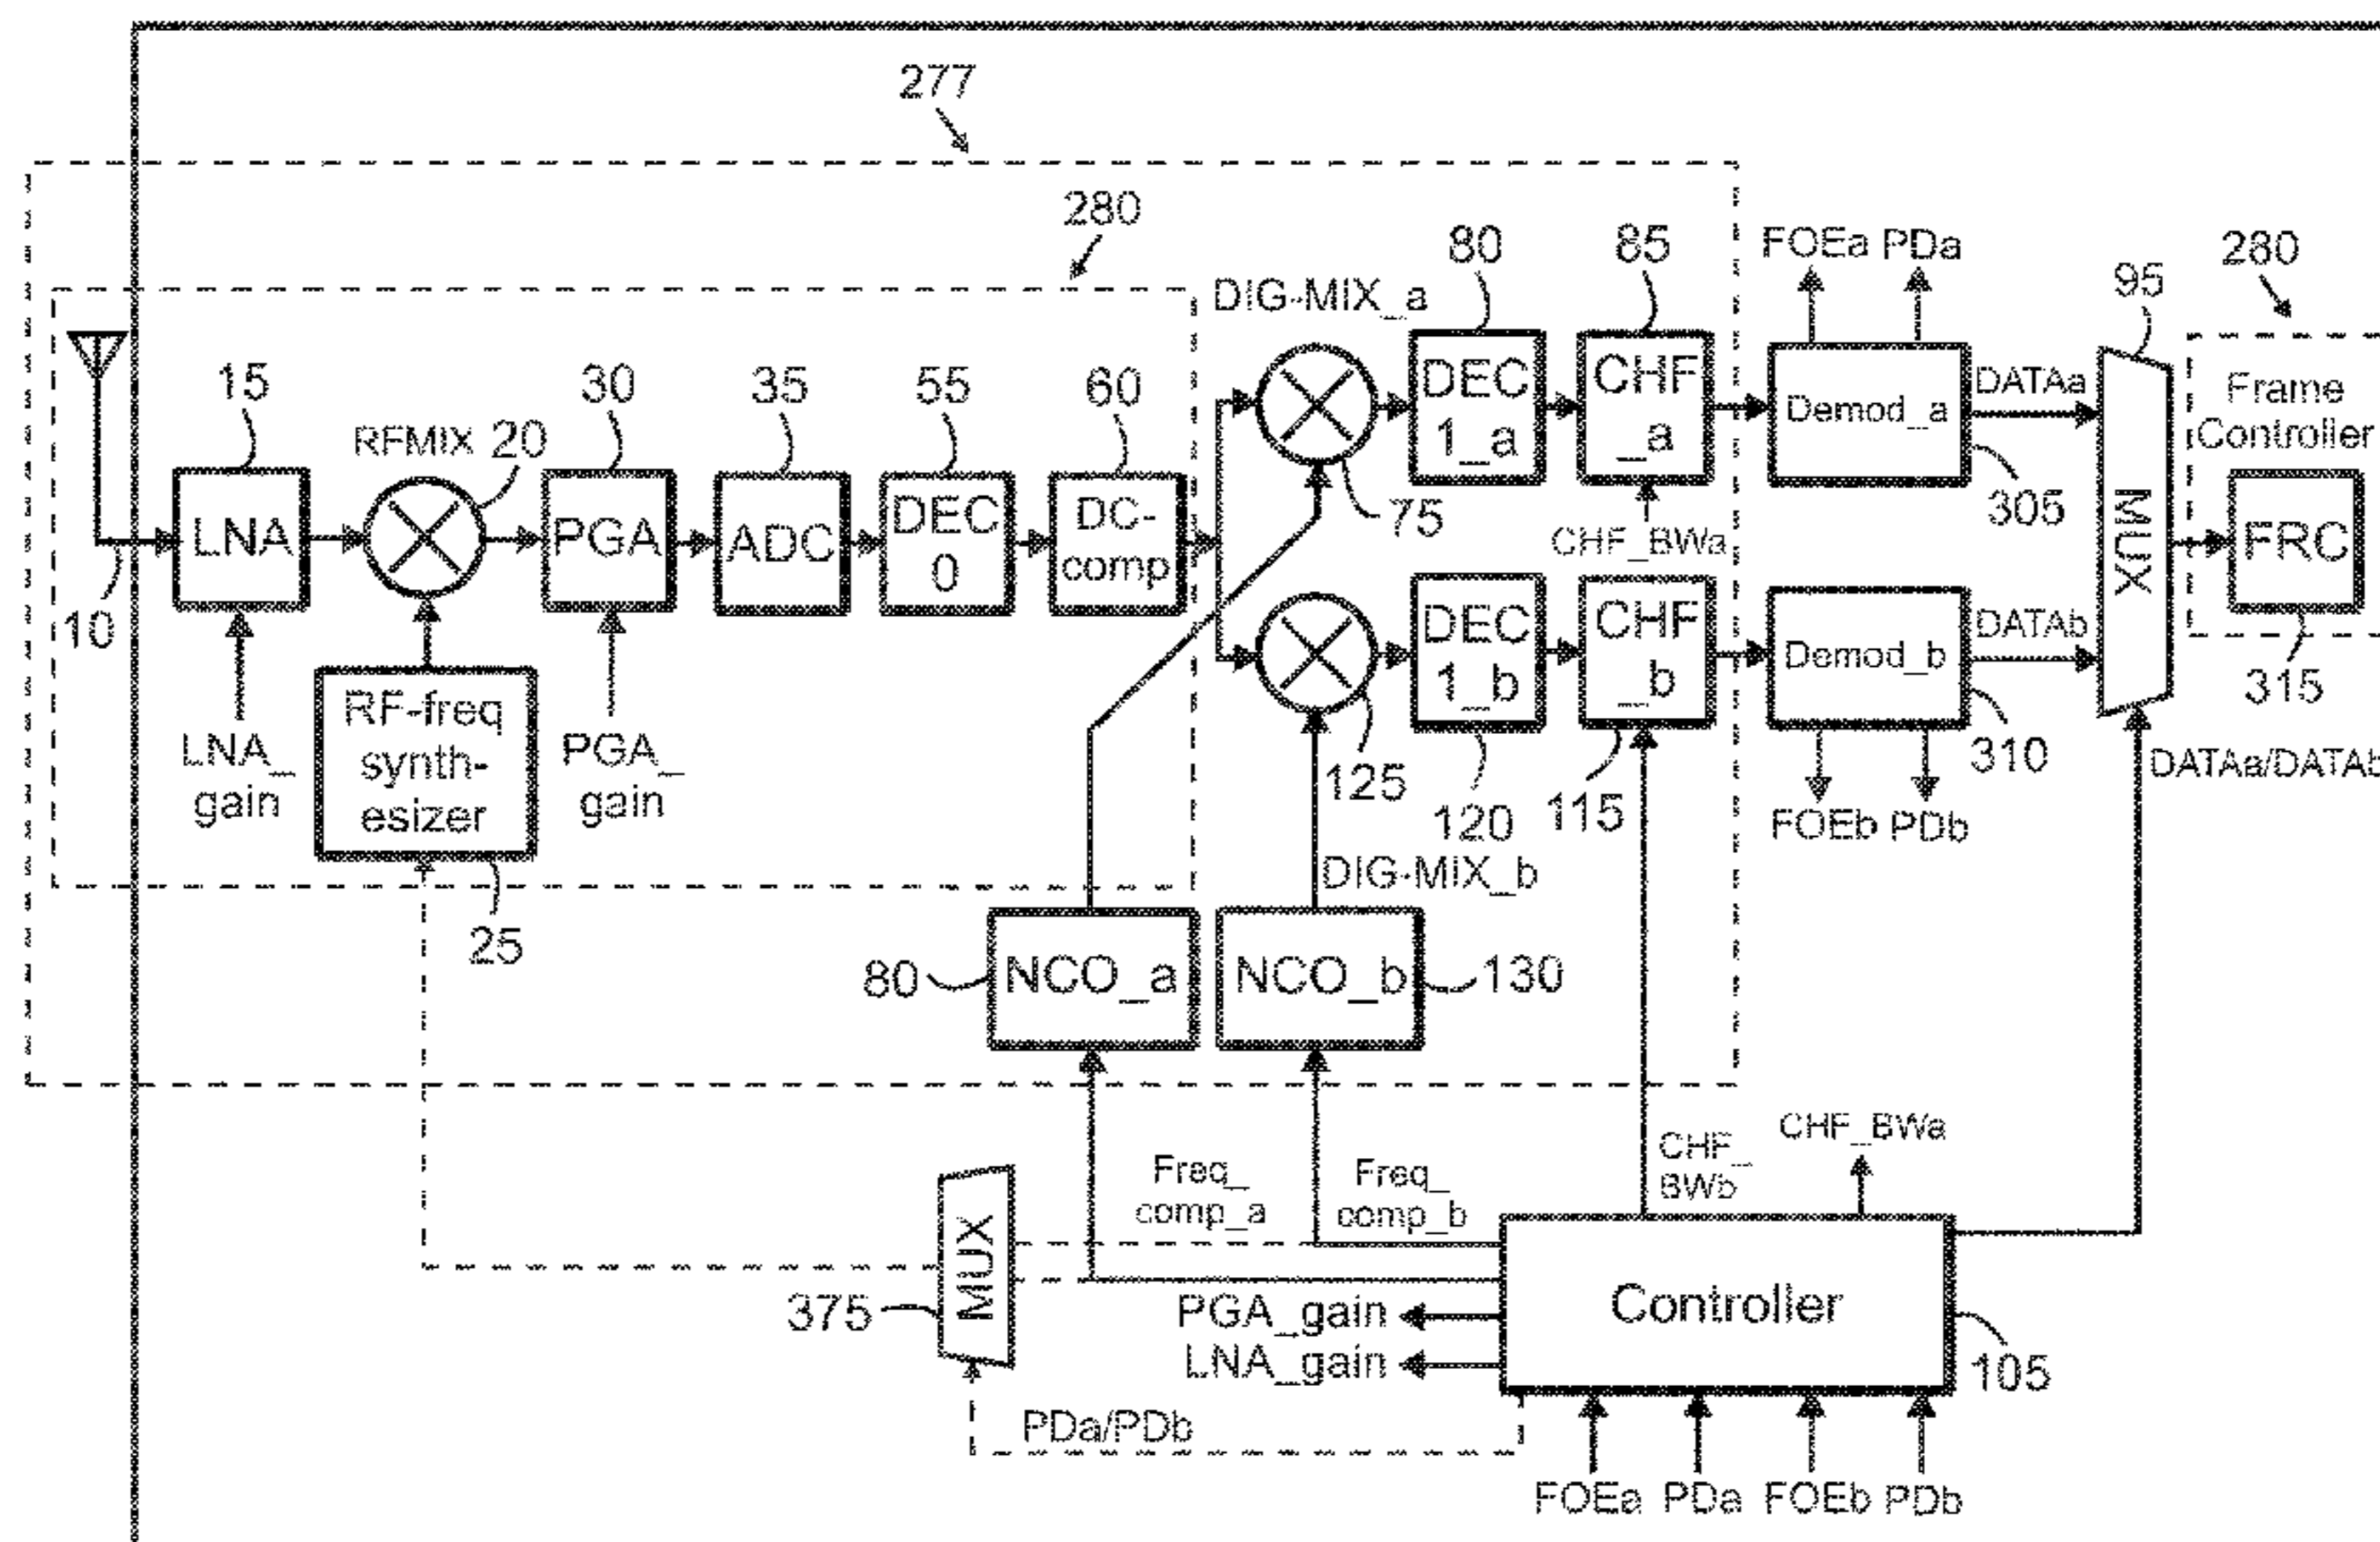 277
280
80
85
FOEa PDa
280
DIG-MIX_a
95
15
30
35
55
60
RFMIX 20
LNA
PGA
ADC
DEC
0
DC-
comp
DEC
1_a
CHF
_a
Demod_a
DATAa
Frame
Controller
MUX
FRC
75
305
CHF_BWa
10
DEC
1_b
CHF
_b
Demod_b
DATAb
315
RF-freq
synth-
esizer
LNA_
gain
PGA_
gain
125
120
115
310
DATAa/DATAb
FOEb PDb
DIG-MIX_b
25
80
NCO_a
NCO_b
130
Freq_
comp_a
Freq_
comp_b
CHF_
BWb
CHF_BWa
MUX
375
PGA_gain
LNA_gain
Controller
105
PDa/PDb
FOEa PDa FOEb PDb